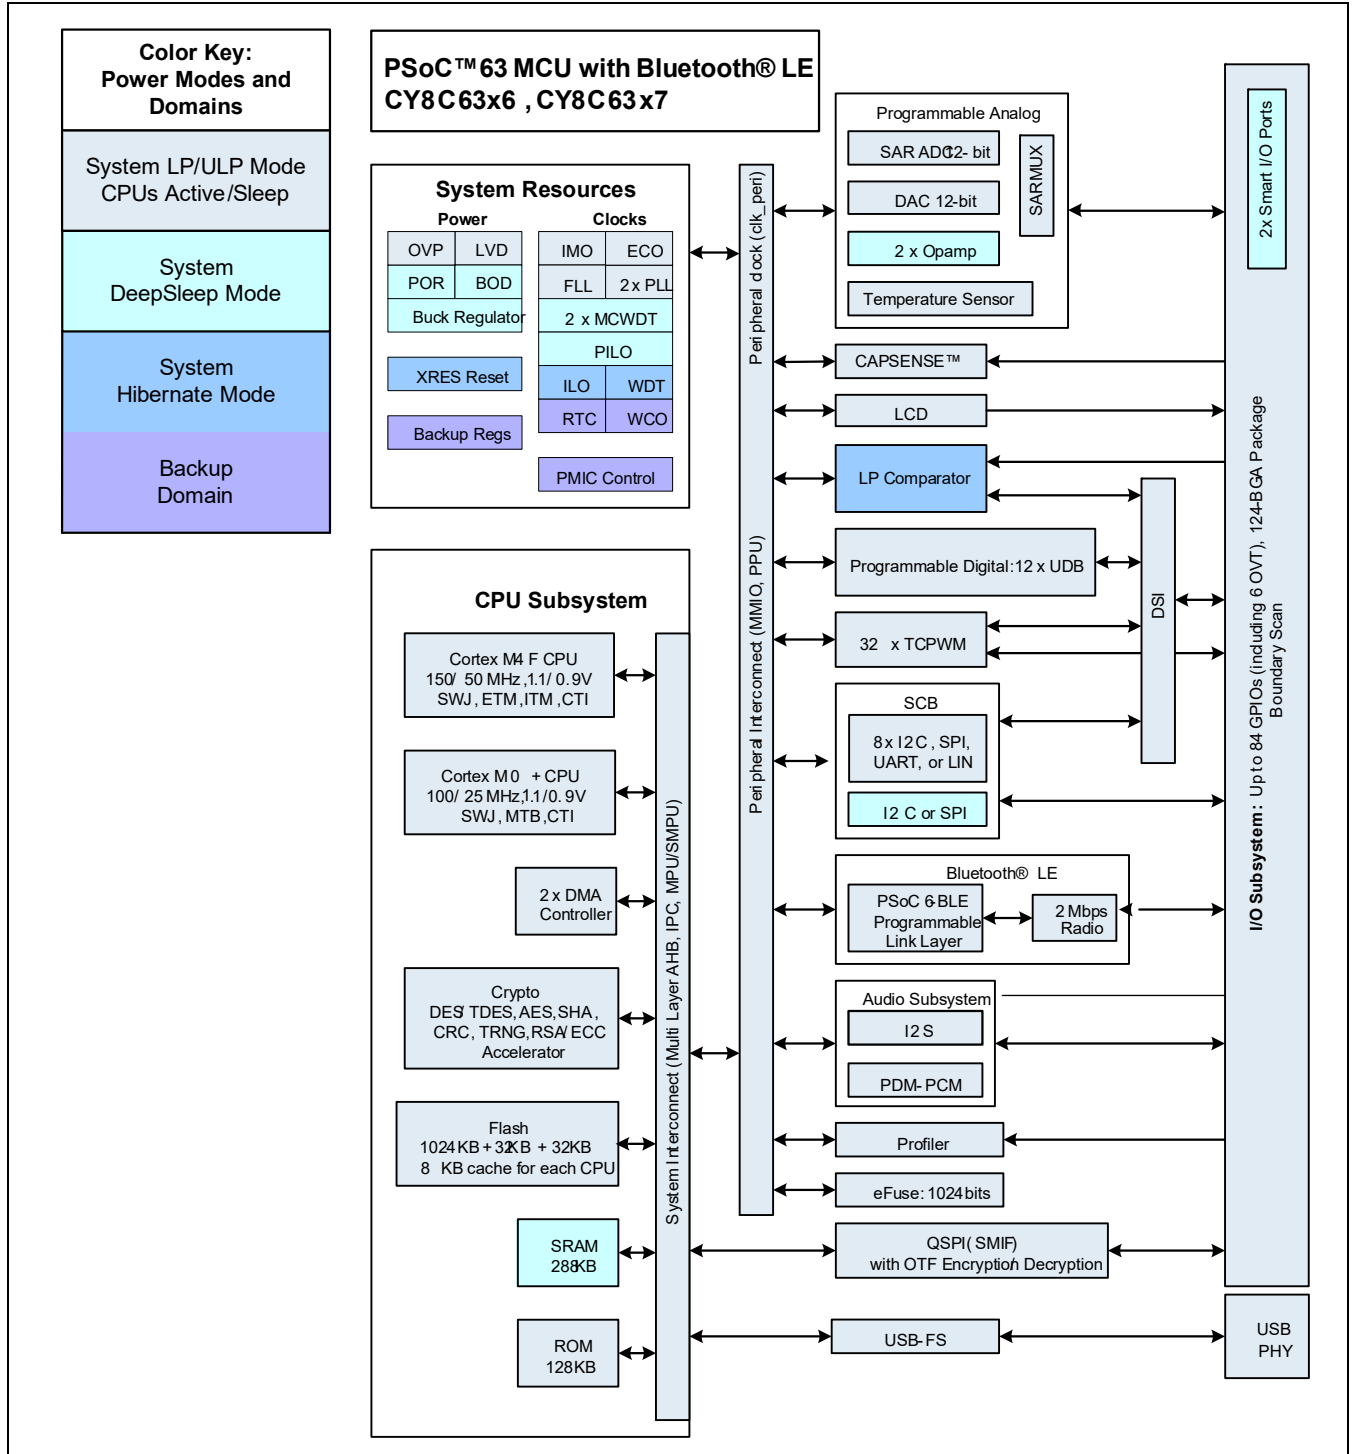 Color Key:
Power Modes and
Domains
System LP/ULP Mode
CPUs Active/Sleep
System
DeepSleep Mode
System
Hibernate Mode
Backup
Domain
PSoC™ 63 MCU with Bluetooth® LE
CY8C63x6 , CY8C63x7
System Resources
Power
OVP LVD
POR BOD
Buck Regulator
XRES Reset
Backup Regs
Clocks
IMO ECO
FLL 2 x PLL
2 x MCWDT
PILO
ILO WDT
RTC WCO
PMIC Control
CPU Subsystem
Cortex M4 F CPU
150/ 50 MHz,1.1/ 0.9V
SWJ , ETM ,ITM ,CTI
Cortex M 0 + CPU
100/ 25 MHz,1.1/0.9V
SWJ , MTB ,CTI
2 x DMA
Controller
Crypto
DES/ TDES, AES,SHA ,
CRC, TRNG,RSA/ ECC
Accelerator
Flash
1024 KB + 32KB + 32KB
8 KB cache for each CPU
SRAM
288KB
ROM
128KB
System Interconnect (Multi Layer AHB, IPC, MPU/SMPU)
Peripheral clock (clk_peri)
Peripheral Interconnect (MMIO, PPU)
Programmable Analog
SAR ADC12- bit
DAC 12-bit
2 x Opamp
Temperature Sensor
SARMUX
CAPSENSE™
LCD
LP Comparator
Programmable Digital:12 x UDB
32 x TCPWM
SCB
8x I2C , SPI,
UART, or LIN
I2 C or SPI
DSI
Bluetooth® LE
PSoC 6-BLE
Programmable
Link Layer
2 Mbps
Radio
Audio Subsystem
I2 S
PDM- PCM
Profiler
eFuse: 1024 bits
QSPI( SMIF)
with OTF Encryption/ Decryption
USB- FS
2x Smart I/O Ports
I/O Subsystem : Up to 84 GPIOs (including 6 OVT), 124-BGA Package
Boundary Scan
USB
PHY